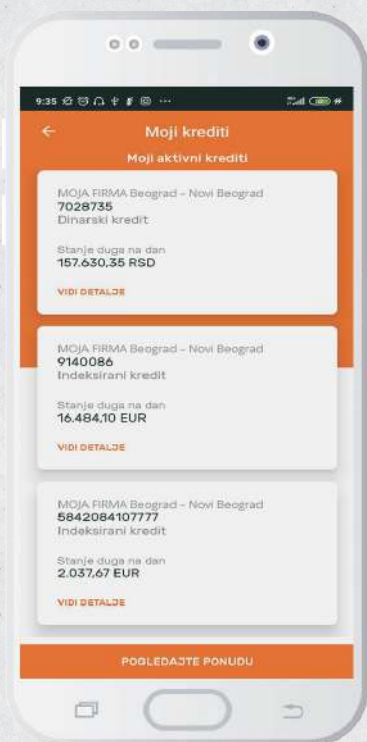 9:35
Moji krediti
Moji aktivni krediti
MOJA FIRMA Beograd – Novi Beograd
7028735
Dinarski kredit
Stanje duga na dan
157.630,35 RSD
VIDI DETALJE
MOJA FIRMA Beograd – Novi Beograd
9140086
Indeksirani kredit
Stanje duga na dan
16.484,10 EUR
VIDI DETALJE
MOJA FIRMA Beograd – Novi Beograd
5842084107777
Indeksirani kredit
Stanje duga na dan
2.037,67 EUR
VIDI DETALJE
POGLEDAJTE PONUDU